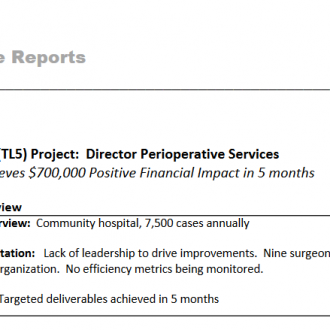 e Reports
(TL5) Project:  Director Perioperative Services
eves $700,000 Positive Financial Impact in 5 months
view
rview:  Community hospital, 7,500 cases annually
tation:   Lack of leadership to drive improvements.  Nine surgeon
rganization.  No efficiency metrics being monitored.
Targeted deliverables achieved in 5 months